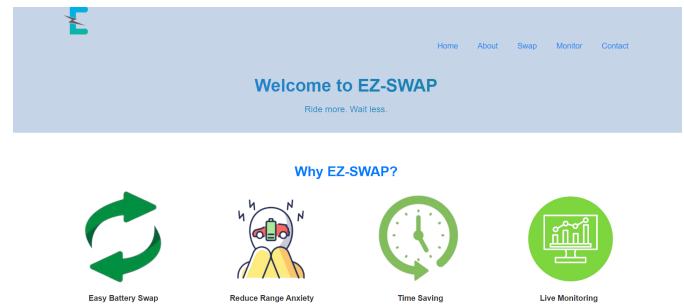 E
Home About Swap Monitor Contact
Welcome to EZ-SWAP
Ride more. Wait less.
Why EZ-SWAP?
Easy Battery Swap Reduce Range Anxiety Time Saving Live Monitoring